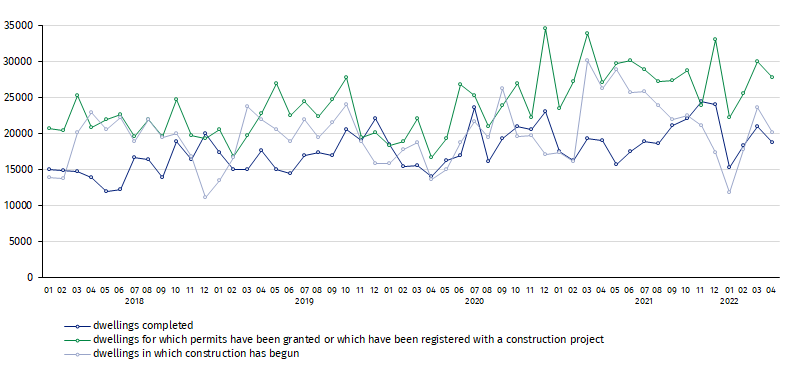 35000
30000
25000
20000
15000
10000
5000
0
01 02 03 04 05 06 07 08 09 10 11 12 01 02 03 04 05 06 07 08 09 10 11 12 01 02 03 04 05 06 07 08 09 10 11 12 01 02 03 04 05 06 07 08 09 10 11 12 01 02 03 04
2018 2019 2020 2021 2022
dwellings completed
dwellings for which permits have been granted or which have been registered with a construction project
dwellings in which construction has begun